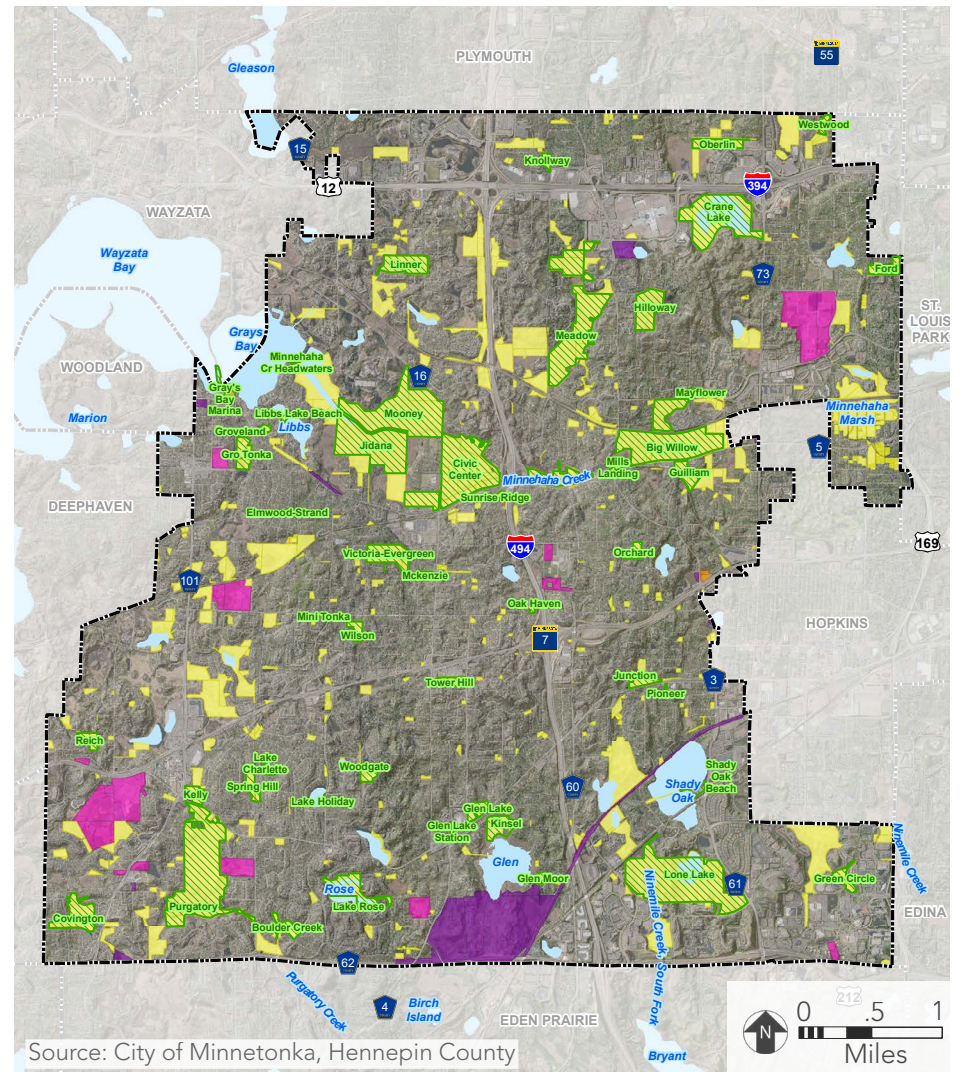 PLYMOUTH
55
Gleason
Westwood
Oberlin
15
Knollway
12
394
Crane
Lake
WAYZATA
Wayzata
Bay
Linner
73
Ford
Hilloway
ST.
LOUIS
PARK
Grays
Bay
Meadow
Minnehaha
Cr Headwaters
WOODLAND
16
Gray's
Bay
Marina
Mayflower
Marion
Libbs Lake Beach
Libbs
Mooney
Minnehaha
Marsh
Groveland
Gro Tonka
Jidana
Big Willow
5
Civic
Center
Mills
Landing
Guilliam
Minnehaha Creek
Sunrise Ridge
DEEPHAVEN
Elmwood-Strand
169
494
Victoria-Evergreen
Orchard
Mckenzie
101
Oak Haven
Mini Tonka
Wilson
HOPKINS
7
Tower Hill
Junction
3
Pioneer
Reich
Lake
Charlette
Woodgate
Spring Hill
Shady
Oak
Shady
Oak
Beach
60
Kelly
Lake Holiday
Glen Lake
Glen Lake
Station
Kinsel
Glen
Glen Moor
Lone Lake
61
Green Circle
Ninemile Creek
Rose
Lake Rose
Purgatory
Covington
Boulder Creek
EDINA
Ninemile Creek, South Fork
62
Purgatory Creek
4
Birch
Island
EDEN PRAIRIE
212
Bryant
N
0 .5 1
Miles
Source: City of Minnetonka, Hennepin County